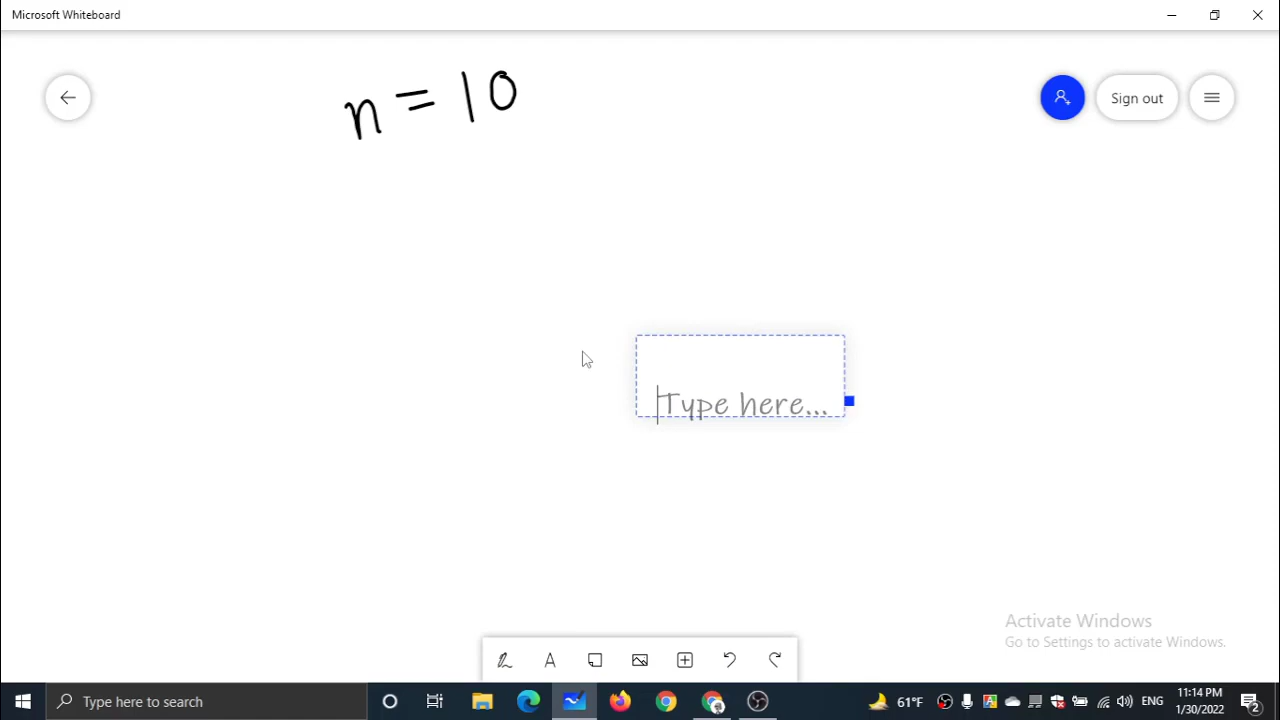 Microsoft Whiteboard
n = 10
Sign out
Type here...
Activate Windows
Go to Settings to activate Windows.
Type here to search
61°F
ENG
11:14 PM
1/30/2022
2